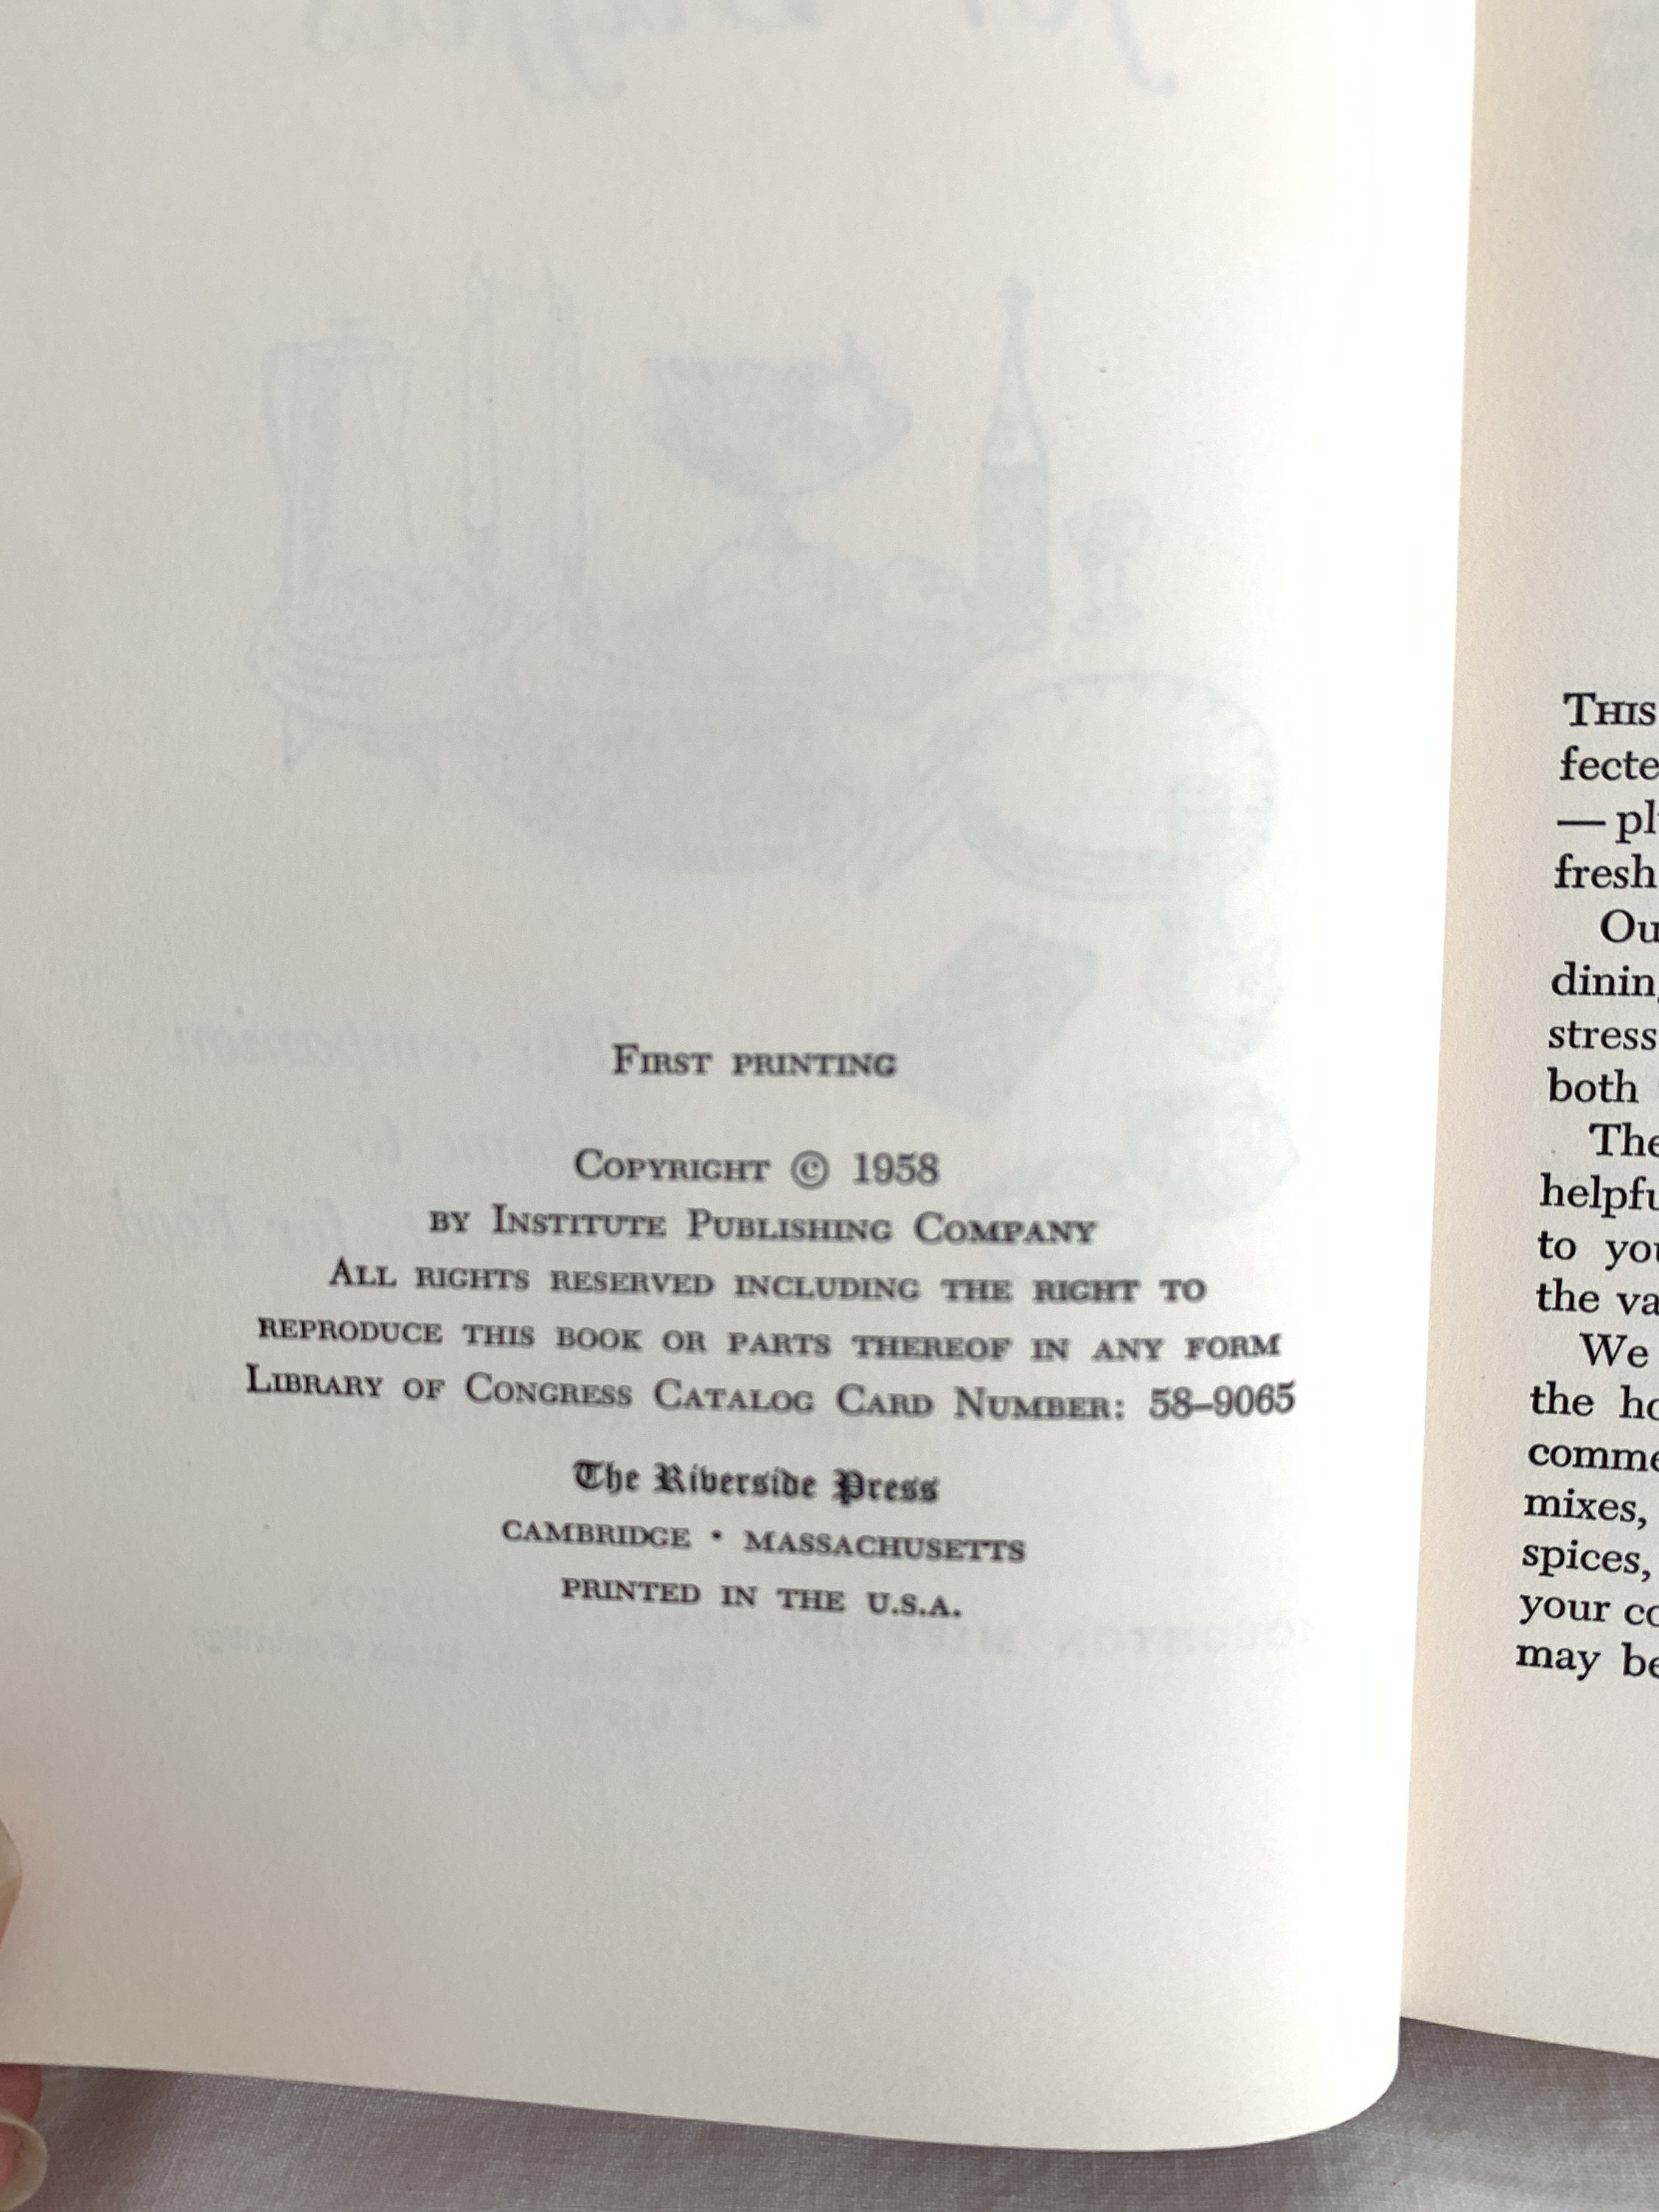 First printing
Copyright © 1958
by Institute Publishing Company
All rights reserved including the right to
reproduce this book or parts thereof in any form
Library of Congress Catalog Card Number: 58–9065
The Riverside Press
Cambridge • Massachusetts
Printed in the U.S.A.
This
fecte
— pl
fresh
Ou
dining
stress
both
The
helpfu
to you
the va
We
the ho
comme
mixes,
spices,
your co
may be